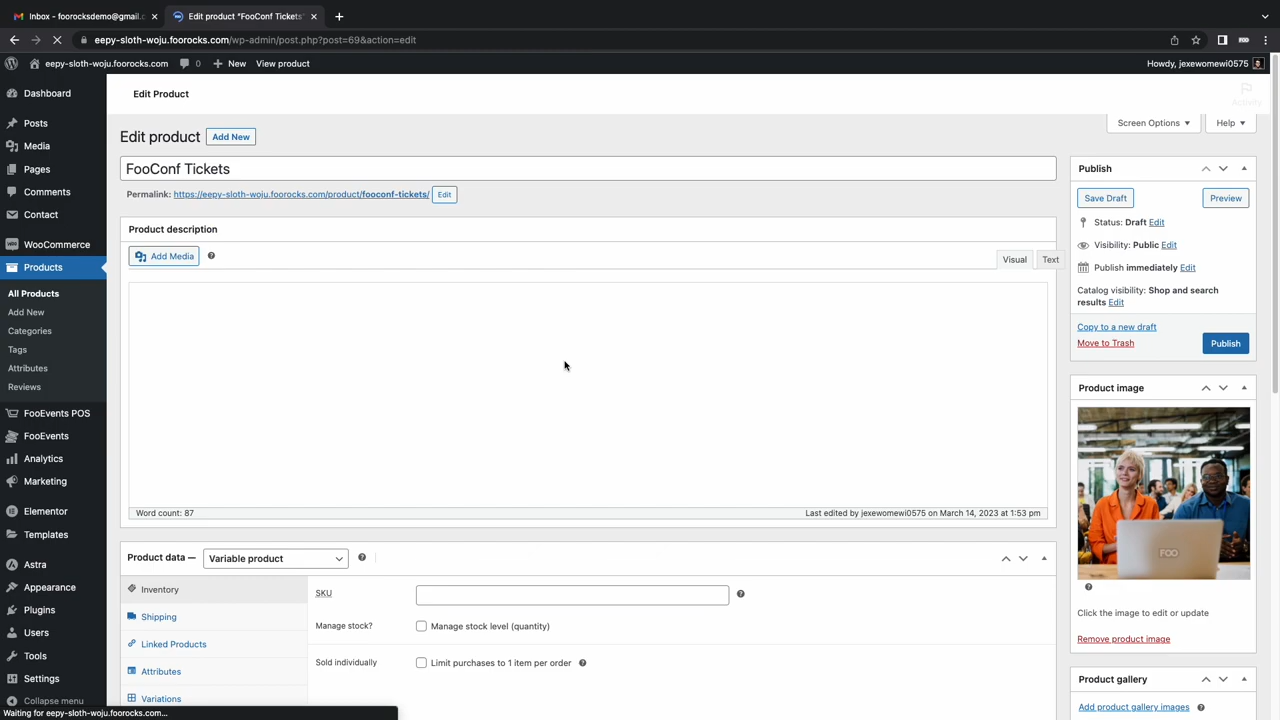 Inbox - foorocksdemo@gmail.c
Edit product "FooConf Tickets"
eepy-sloth-woju.foorocks.com/wp-admin/post.php?post=69&action=edit
eepy-sloth-woju.foorocks.com
0
+ New
View product
Howdy, jexewomewi0575
Dashboard
Posts
Media
Pages
Comments
Contact
WooCommerce
Products
All Products
Add New
Categories
Tags
Attributes
Reviews
FooEvents POS
FooEvents
Analytics
Marketing
Elementor
Templates
Astra
Appearance
Plugins
Users
Tools
Settings
Collapse menu
Waiting for eepy-sloth-woju.foorocks.com...
Edit Product
Activity
Screen Options
Help
Edit product
Add New
FooConf Tickets
Permalink: https://eepy-sloth-woju.foorocks.com/product/fooconf-tickets/ Edit
Product description
Add Media
Visual
Text
Word count: 87
Last edited by jexewomewi0575 on March 14, 2023 at 1:53 pm
Product data —
Variable product
Inventory
Shipping
Linked Products
Attributes
Variations
SKU
Manage stock?
Manage stock level (quantity)
Sold individually
Limit purchases to 1 item per order
Publish
Save Draft
Preview
Status: Draft Edit
Visibility: Public Edit
Publish immediately Edit
Catalog visibility: Shop and search
results Edit
Copy to a new draft
Move to Trash
Publish
Product image
FOO
Click the image to edit or update
Remove product image
Product gallery
Add product gallery images